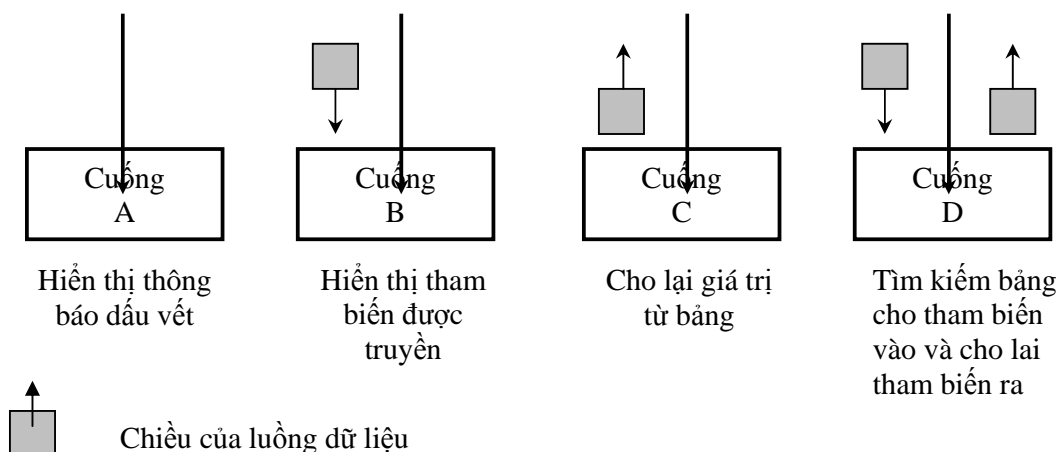 Cuống
A
Cuống
B
Cuống
C
Cuống
D
Hiển thị thông
báo dấu vết
Hiển thị tham
biến được
truyền
Cho lại giá trị
từ bảng
Tìm kiếm bảng
cho tham biến
vào và cho lai
tham biến ra
Chiều của luồng dữ liệu